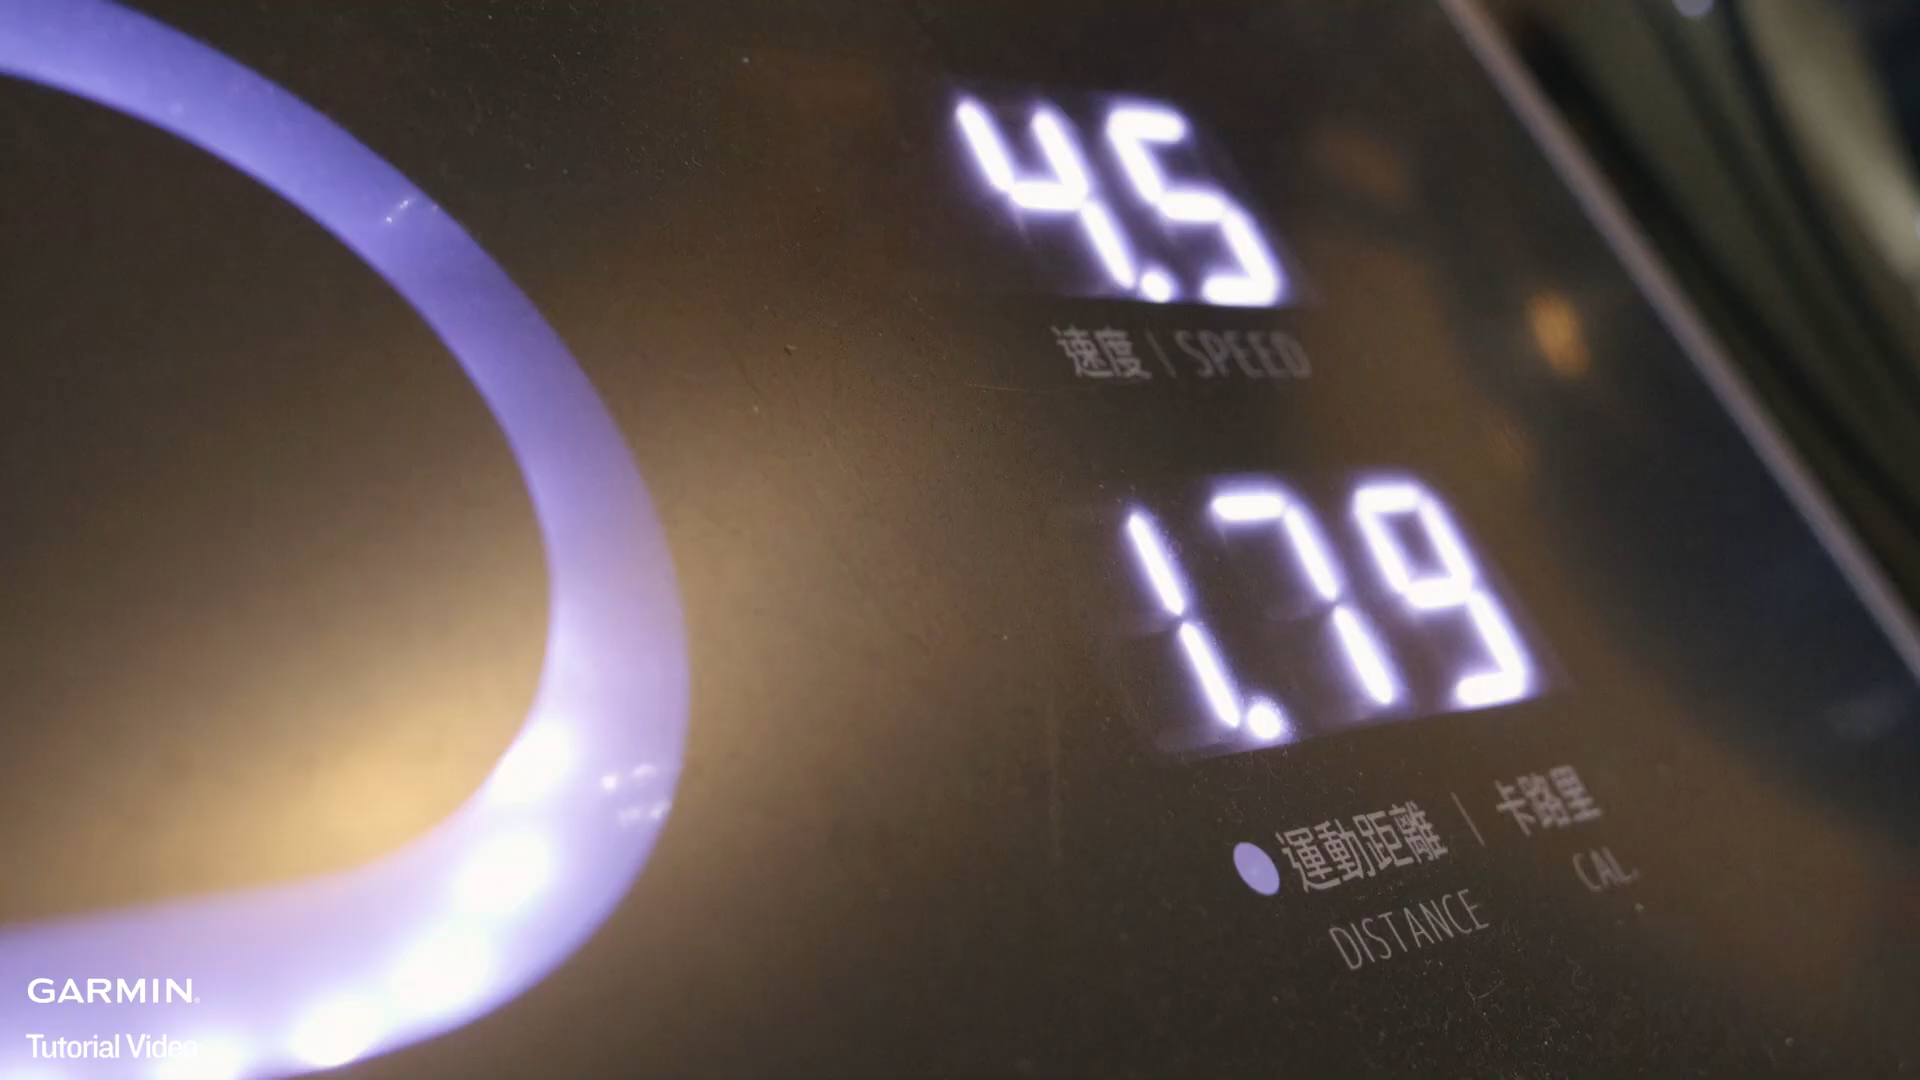 4.5
速度 | SPEED
1.79
運動距離 | 卡路里
DISTANCE CAL.
GARMIN
Tutorial Video